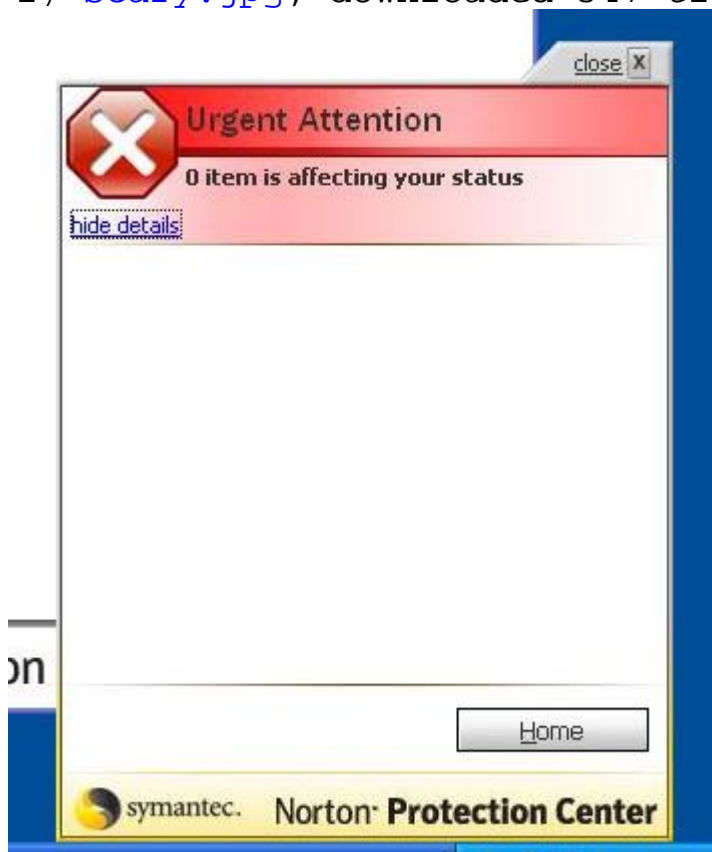 close X
Urgent Attention
0 item is affecting your status
hide details
on
Home
symantec. Norton· Protection Center